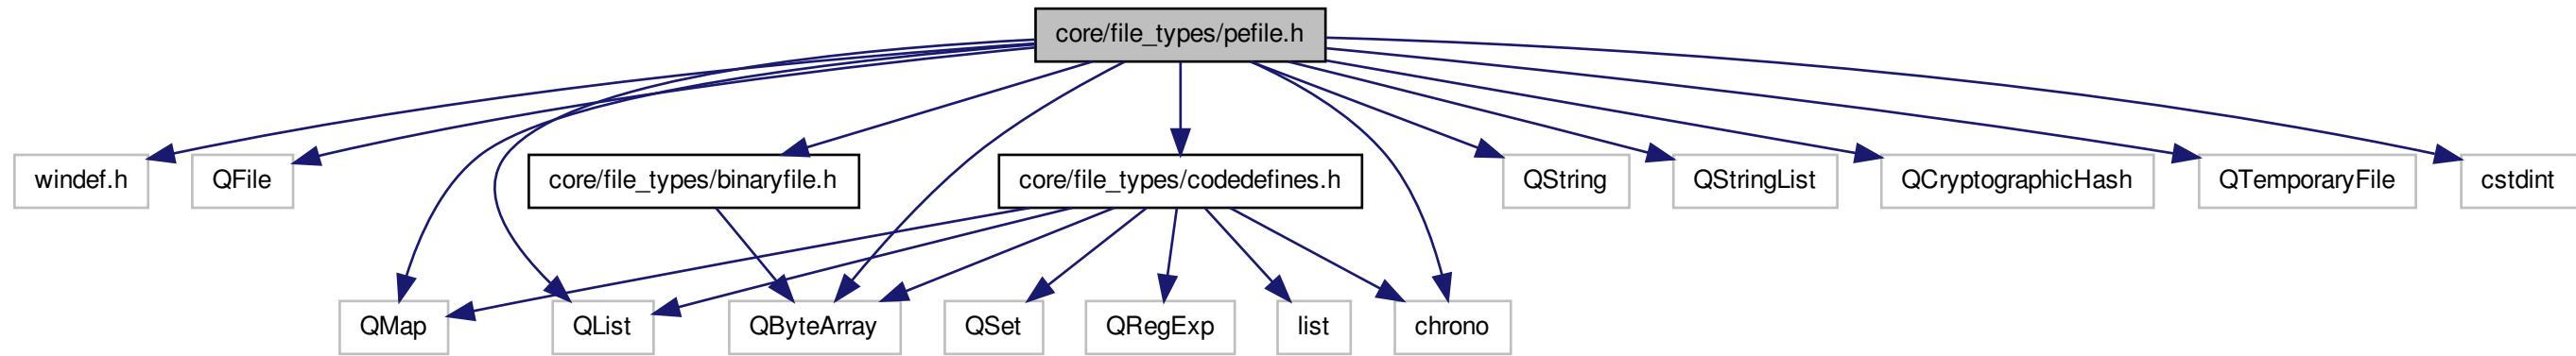 core/file_types/pefile.h
windef.h
QFile
core/file_types/binaryfile.h
core/file_types/codedefines.h
QString
QStringList
QCryptographicHash
QTemporaryFile
cstdint
QMap
QList
QByteArray
QSet
QRegExp
list
chrono